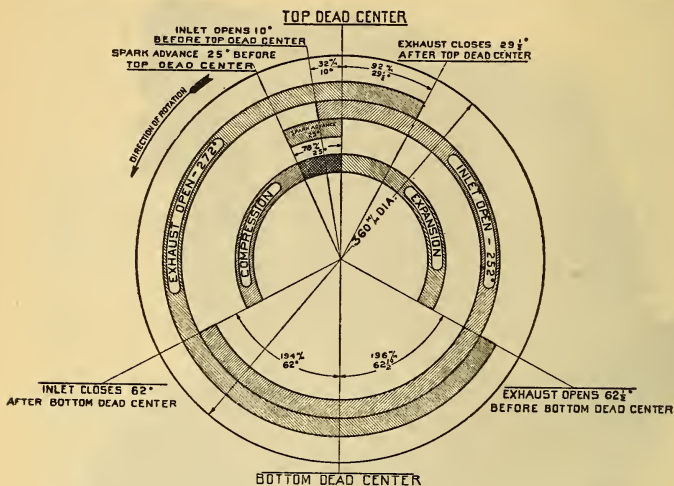 TOP DEAD CENTER
INLET OPENS 10°
BEFORE TOP DEAD CENTER
SPARK ADVANCE 25° BEFORE
TOP DEAD CENTER
EXHAUST CLOSES 29½°
AFTER TOP DEAD CENTER
32 m/m
10°
92 m/m
29½°
DIRECTION OF ROTATION
SPARK ADVANCE
25°
78 m/m
25°
360 m/m DIA.
EXHAUST OPEN - 272°
COMPRESSION
EXPANSION
INLET OPEN - 252°
194 m/m
62°
196 m/m
INLET CLOSES 62°
AFTER BOTTOM DEAD CENTER
EXHAUST OPENS 62½°
BEFORE BOTTOM DEAD CENTER
BOTTOM DEAD CENTER